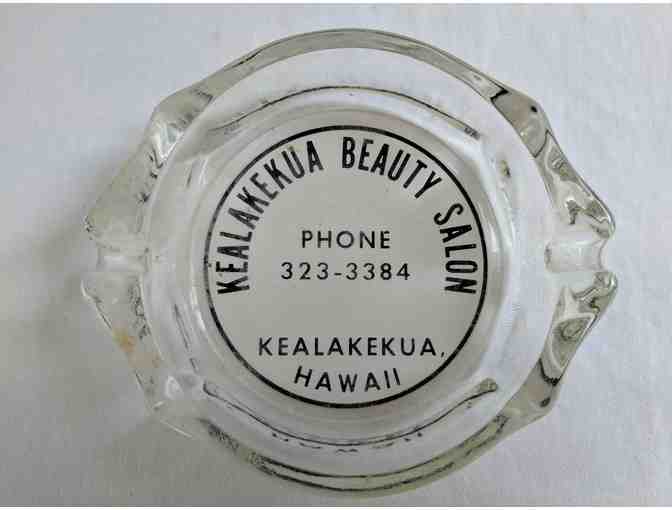 KEALAKEKUA BEAUTY SALON
PHONE
323-3384
KEALAKEKUA,
HAWAII